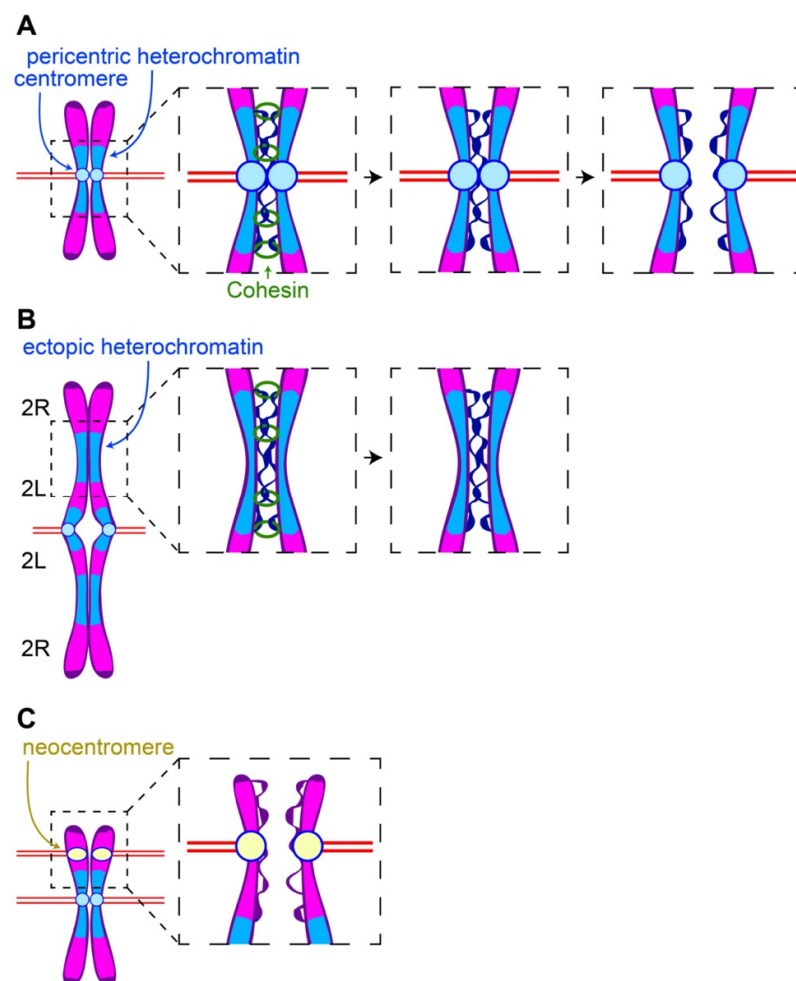 A
pericentric heterochromatin
centromere
Cohesin
B
ectopic heterochromatin
2R
2L
2L
2R
C
neocentromere